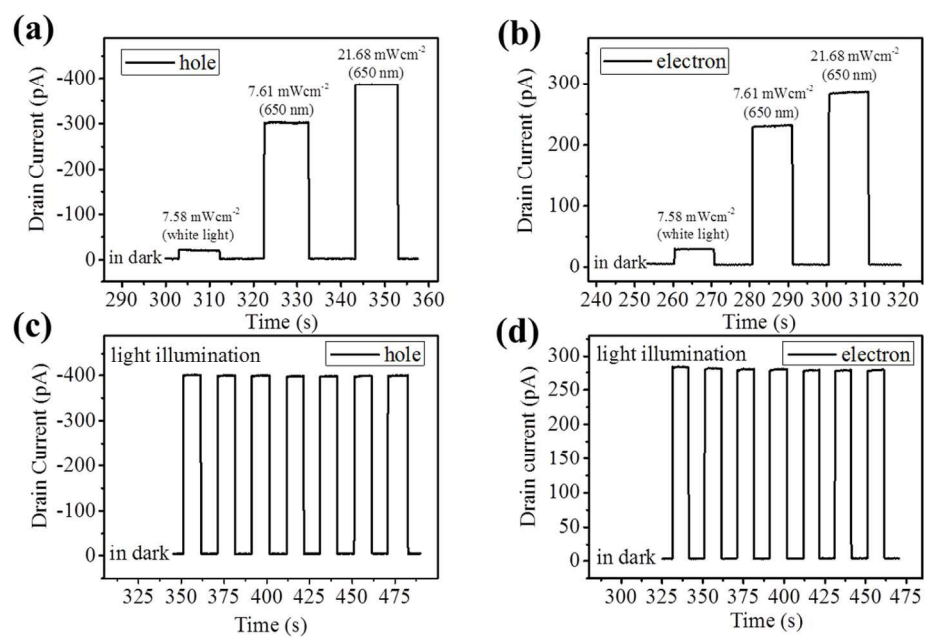 (a)
hole
21.68 mWcm-2
(650 nm)
7.61 mWcm-2
(650 nm)
7.58 mWcm-2
(white light)
in dark
-400
-300
-200
-100
0
Drain Current (pA)
290 300 310 320 330 340 350 360
Time (s)
(b)
electron
21.68 mWcm-2
(650 nm)
7.61 mWcm-2
(650 nm)
7.58 mWcm-2
(white light)
in dark
300
200
100
0
Drain Current (pA)
240 250 260 270 280 290 300 310 320
Time (s)
(c)
light illumination
hole
in dark
-400
-300
-200
-100
0
Drain Current (pA)
325 350 375 400 425 450 475
Time (s)
(d)
light illumination
electron
in dark
300
250
200
150
100
50
0
Drain current (pA)
300 325 350 375 400 425 450 475
Time (s)